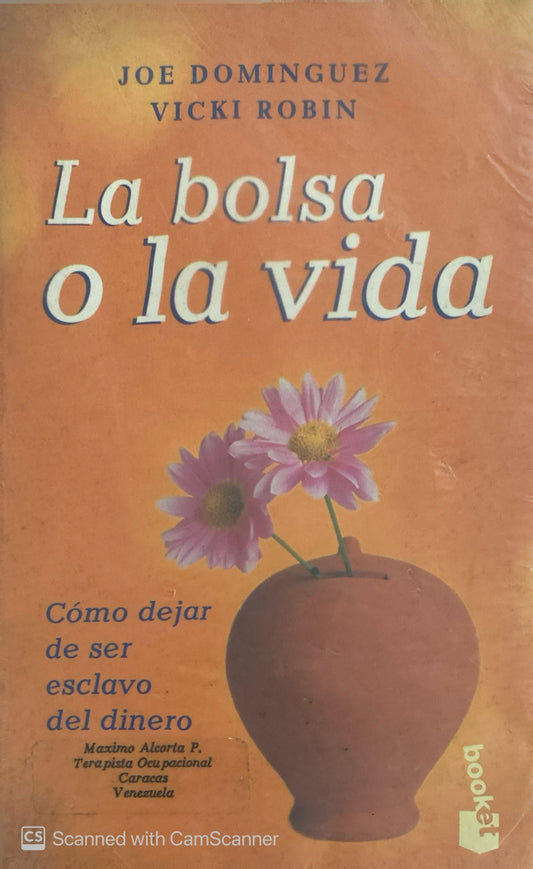 JOE DOMINGUEZ
VICKI ROBIN
La bolsa
o la vida
Cómo dejar
de ser
esclavo
del dinero
Maximo Alcorta P.
Terapista Ocupacional
Caracas
Venezuela
booket
CS Scanned with CamScanner